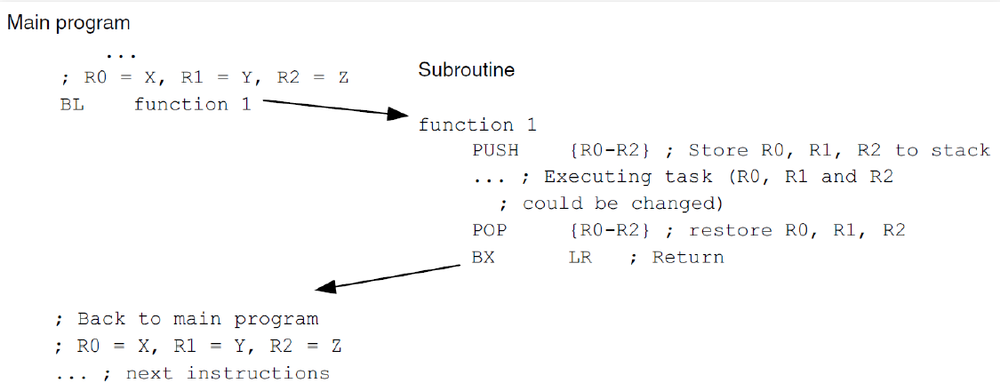 Main program
...
; R0 = X, R1 = Y, R2 = Z
BL function 1
Subroutine
function 1
PUSH {R0-R2} ; Store R0, R1, R2 to stack
... ; Executing task (R0, R1 and R2
; could be changed)
POP {R0-R2} ; restore R0, R1, R2
BX LR ; Return
; Back to main program
; R0 = X, R1 = Y, R2 = Z
... ; next instructions